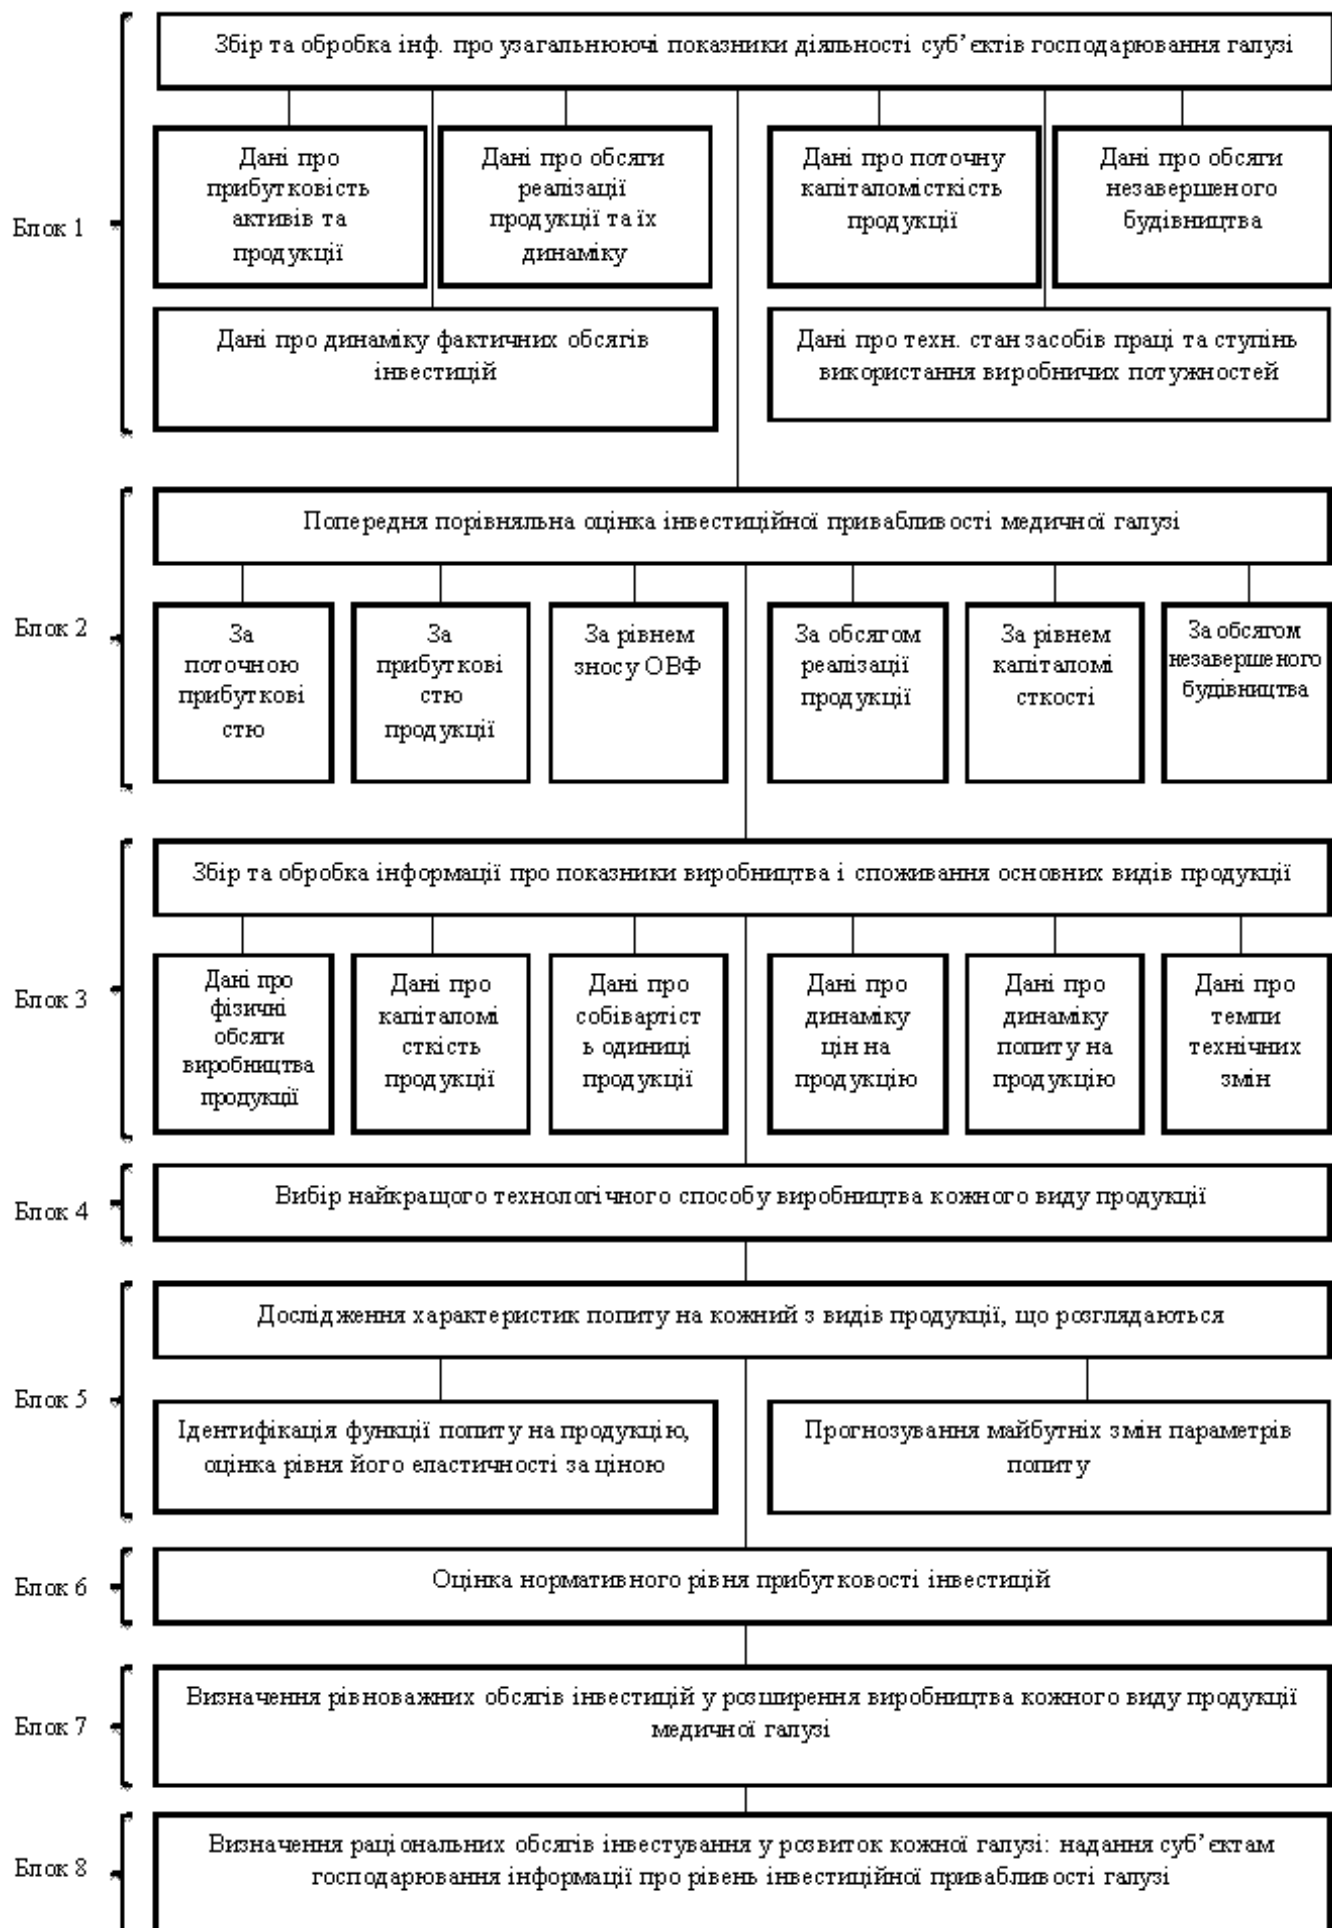 Збір та обробка інф. про узагальнюючі показники діяльності суб’єктів господарювання галузі
Блок 1
Дані про
прибутковість
активів та
продукції
Дані про обсяги
реалізації
продукції та їх
динаміку
Дані про поточну
капіталомісткість
продукції
Дані про обсяги
незавершеного
будівництва
Дані про динаміку фактичних обсягів
інвестицій
Дані про техн. стан засобів праці та ступінь
використання виробничих потужностей
Попередня порівняльна оцінка інвестиційної привабливості медичної галузі
Блок 2
За
поточною
прибуткові
стю
За
прибуткові
стю
продукції
За рівнем
зносу ОВФ
За обсягом
реалізації
продукції
За рівнем
капіталомі
сткості
За обсягом
незавершеного
будівництва
Збір та обробка інформації про показники виробництва і споживання основних видів продукції
Блок 3
Дані про
фізичні
обсяги
виробництва
продукції
Дані про
капіталомі
сткість
продукції
Дані про
собівартіст
ь одиниці
продукції
Дані про
динаміку
цін на
продукцію
Дані про
динаміку
попиту на
продукцію
Дані про
темпи
технічних
змін
Блок 4
Вибір найкращого технологічного способу виробництва кожного виду продукції
Дослідження характеристик попиту на кожний з видів продукції, що розглядаються
Блок 5
Ідентифікація функції попиту на продукцію,
оцінка рівня його еластичності за ціною
Прогнозування майбутніх змін параметрів
попиту
Блок 6
Оцінка нормативного рівня прибутковості інвестицій
Блок 7
Визначення рівноважних обсягів інвестицій у розширення виробництва кожного виду продукції
медичної галузі
Блок 8
Визначення раціональних обсягів інвестування у розвиток кожної галузі: надання суб’єктам
господарювання інформації про рівень інвестиційної привабливості галузі